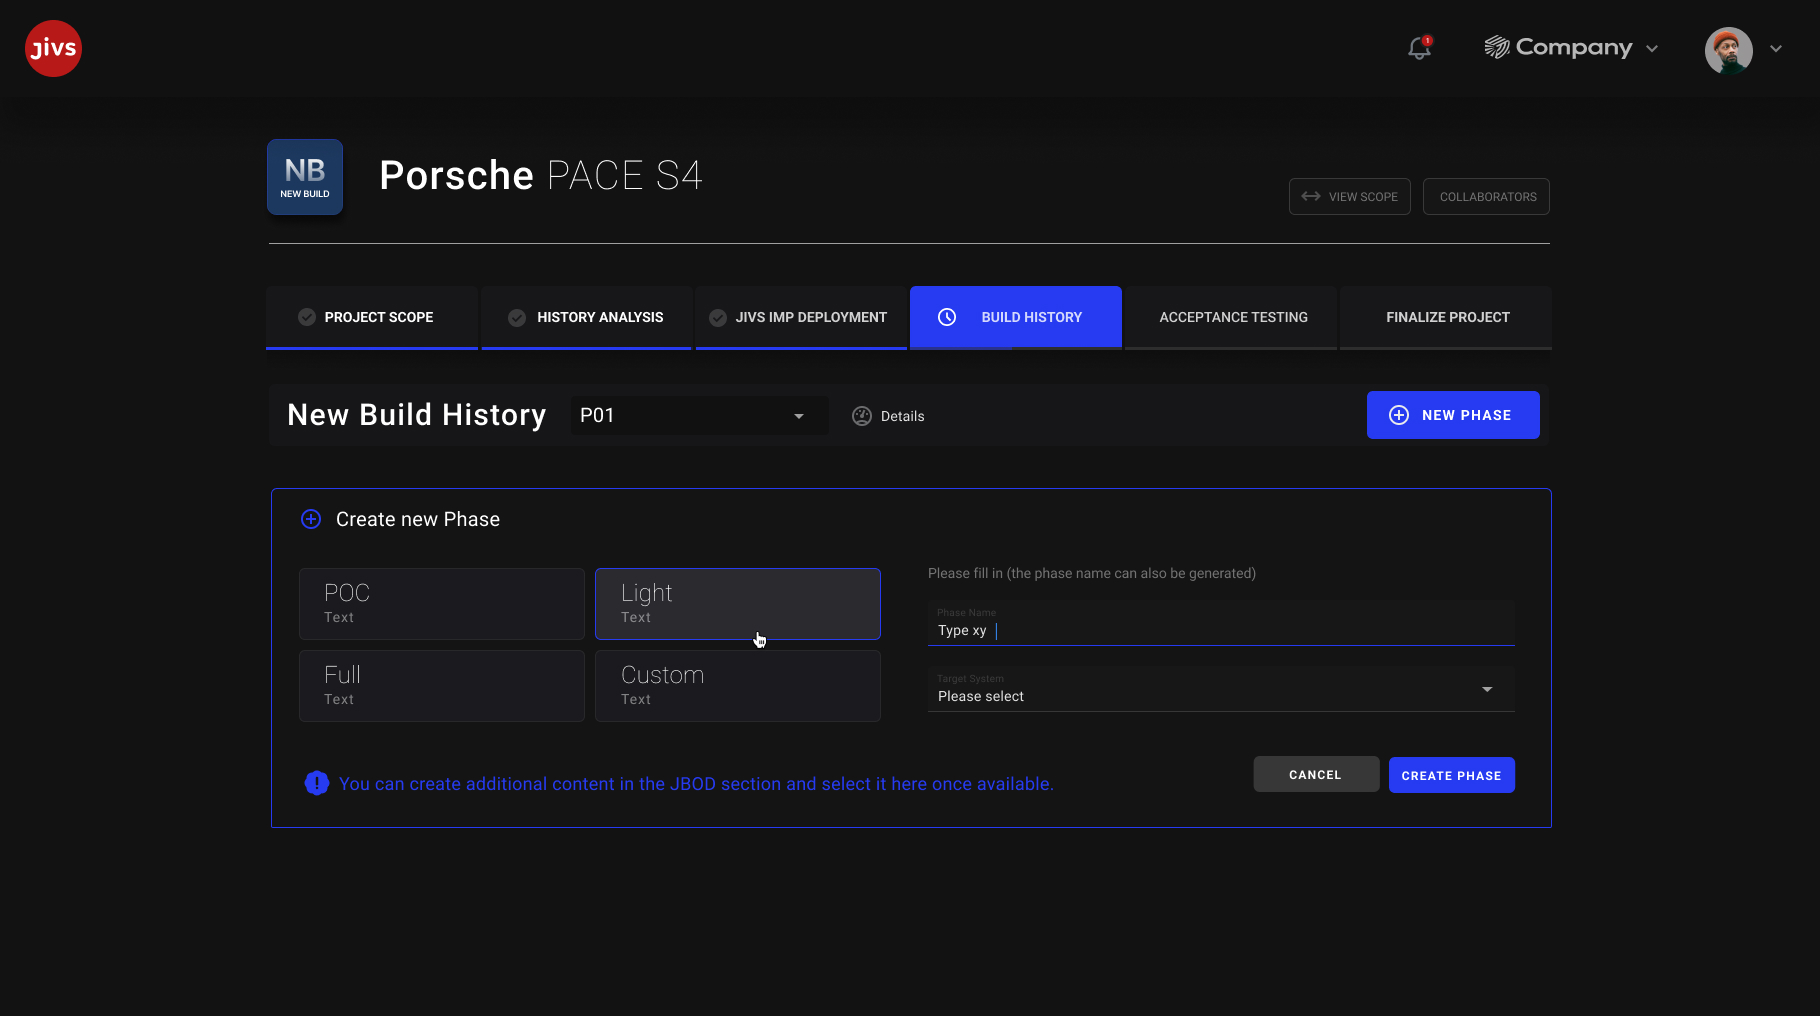 JiVS
1
Company
NB
NEW BUILD
Porsche PACE S4
VIEW SCOPE
COLLABORATORS
PROJECT SCOPE
HISTORY ANALYSIS
JIVS IMP DEPLOYMENT
BUILD HISTORY
ACCEPTANCE TESTING
FINALIZE PROJECT
New Build History
P01
Details
NEW PHASE
Create new Phase
POC
Text
Light
Text
Full
Text
Custom
Text
Please fill in (the phase name can also be generated)
Phase Name
Type xy
Target System
Please select
You can create additional content in the JBOD section and select it here once available.
CANCEL
CREATE PHASE